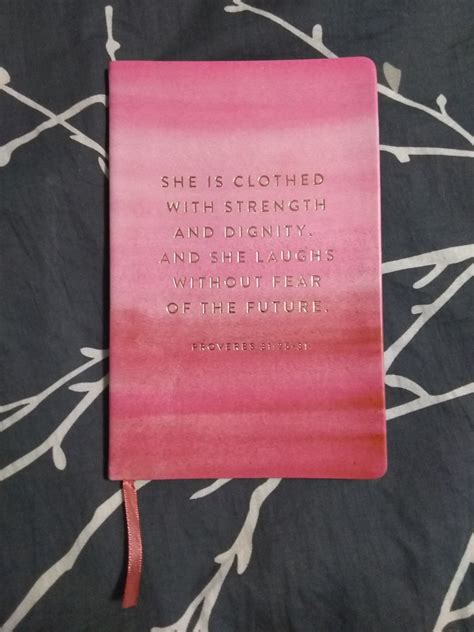 SHE IS CLOTHED
WITH STRENGTH
AND DIGNITY,
AND SHE LAUGHS
WITHOUT FEAR
OF THE FUTURE.
PROVERBS